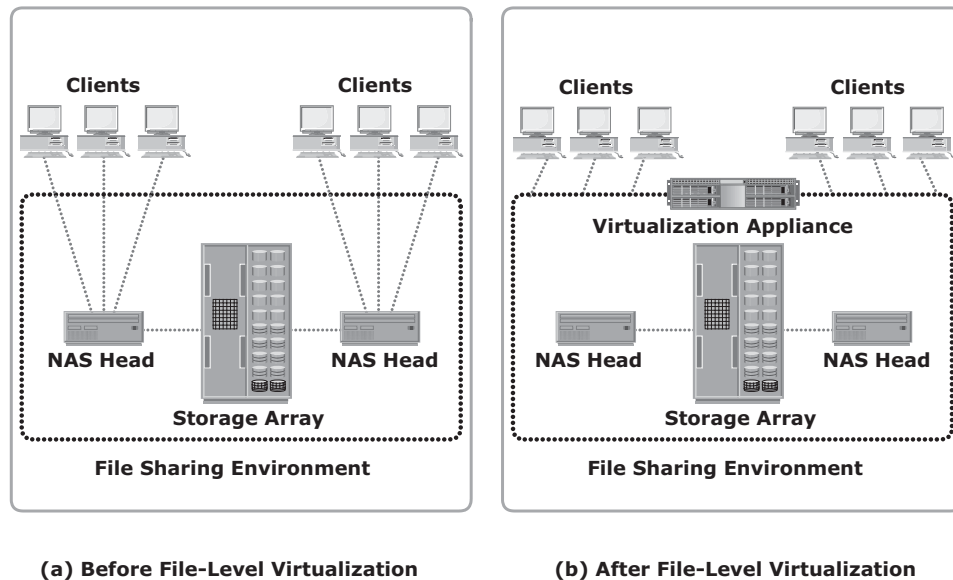 Clients
Clients
NAS Head
NAS Head
Storage Array
File Sharing Environment
(a) Before File-Level Virtualization
Clients
Clients
Virtualization Appliance
NAS Head
NAS Head
Storage Array
File Sharing Environment
(b) After File-Level Virtualization